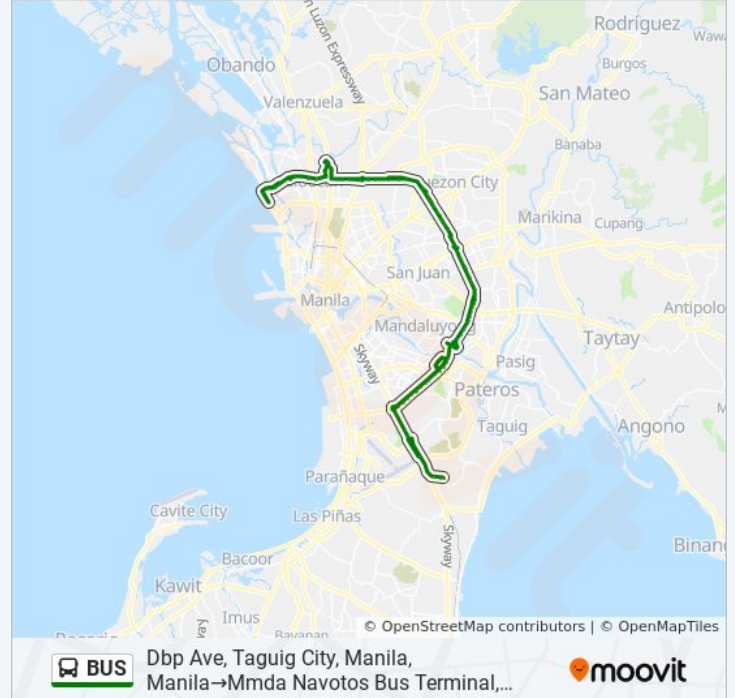 Rodríguez
n Luzon Expressway
Wawa
Obando
Burgos
Valenzuela
San Mateo
Banaba
uezon City
Marikina
Cupang
San Juan
Manila
Antipolo
Mandaluyong
Taytay
Skyway
Pasig
Pateros
Taguig
Angono
Parañaque
Cavite City
Las Piñas
Skyway
Bacoor
Binan
Kawit
Imus
© OpenStreetMap contributors | © OpenMapTiles
BUS
Dbp Ave, Taguig City, Manila,
Manila→Mmda Navotos Bus Terminal,...
moovit